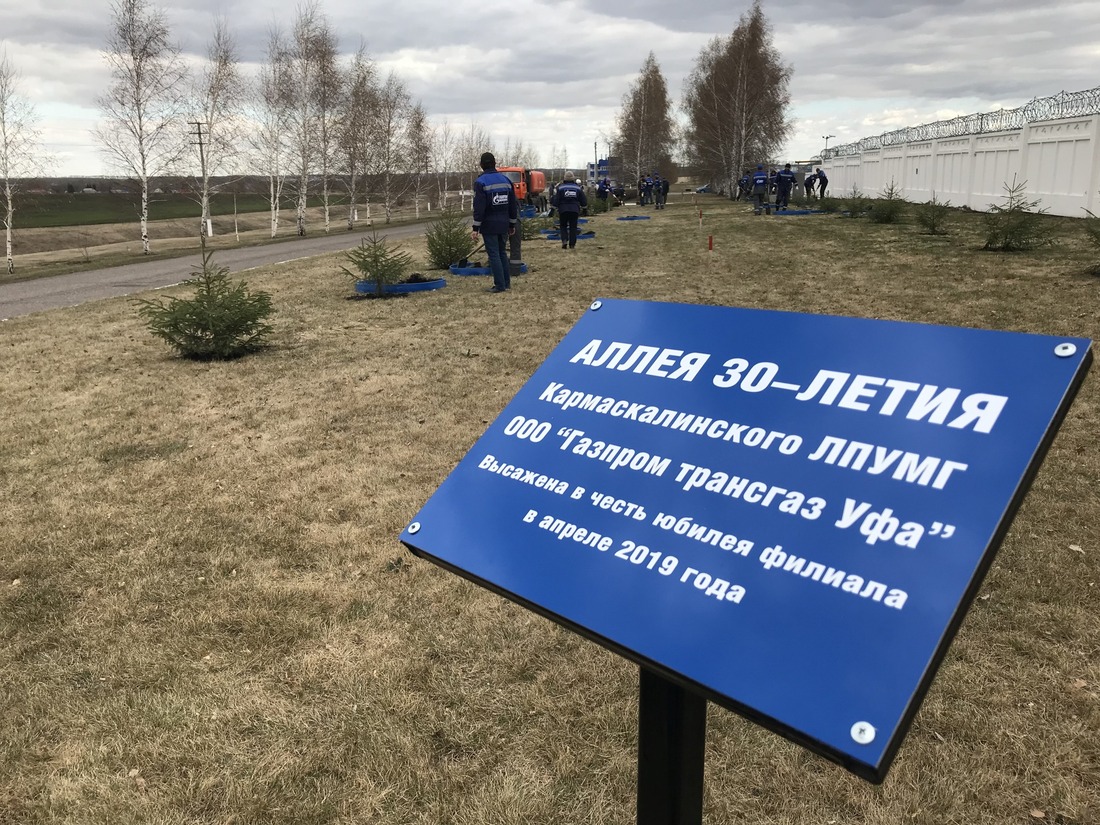 АЛЛЕЯ 30–ЛЕТИЯ
Кармаскалинского ЛПУМГ
ООО “Газпром трансгаз Уфа”
Высажена в честь юбилея филиала
в апреле 2019 года